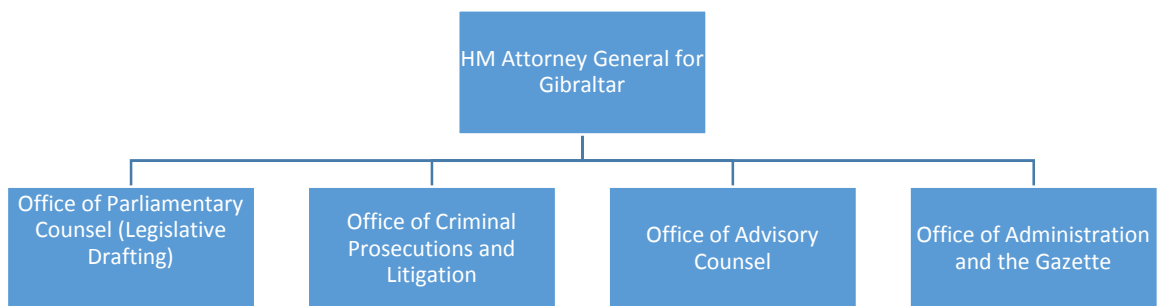 HM Attorney General for
Gibraltar
Office of Parliamentary
Counsel (Legislative
Drafting)
Office of Criminal
Prosecutions and
Litigation
Office of Advisory
Counsel
Office of Administration
and the Gazette